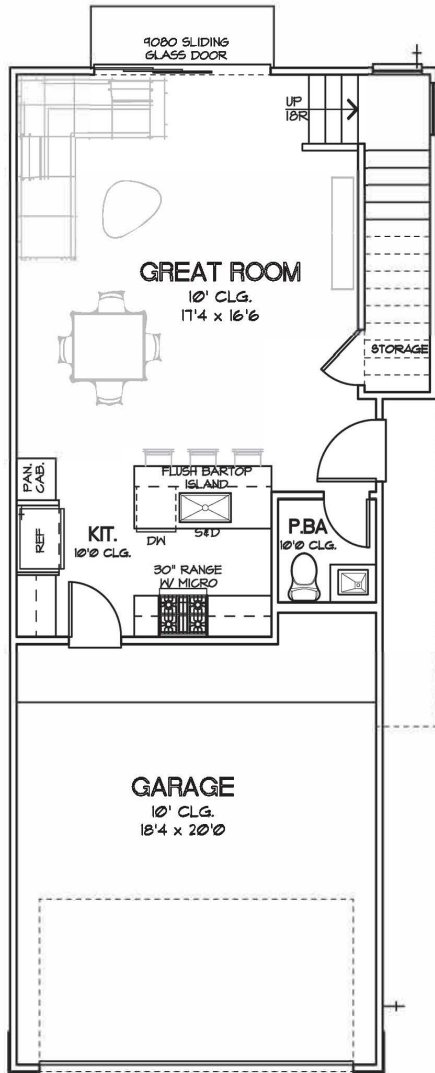 9080 SLIDING
GLASS DOOR
UP
18R
GREAT ROOM
10' CLG.
17'4 x 16'6
STORAGE
PAN.
CAB.
FLUSH BARTOP
ISLAND
REF
KIT.
10'0 CLG.
DW
S&D
P.BA
10'0 CLG.
30" RANGE
W/ MICRO
GARAGE
10' CLG.
18'4 x 20'0